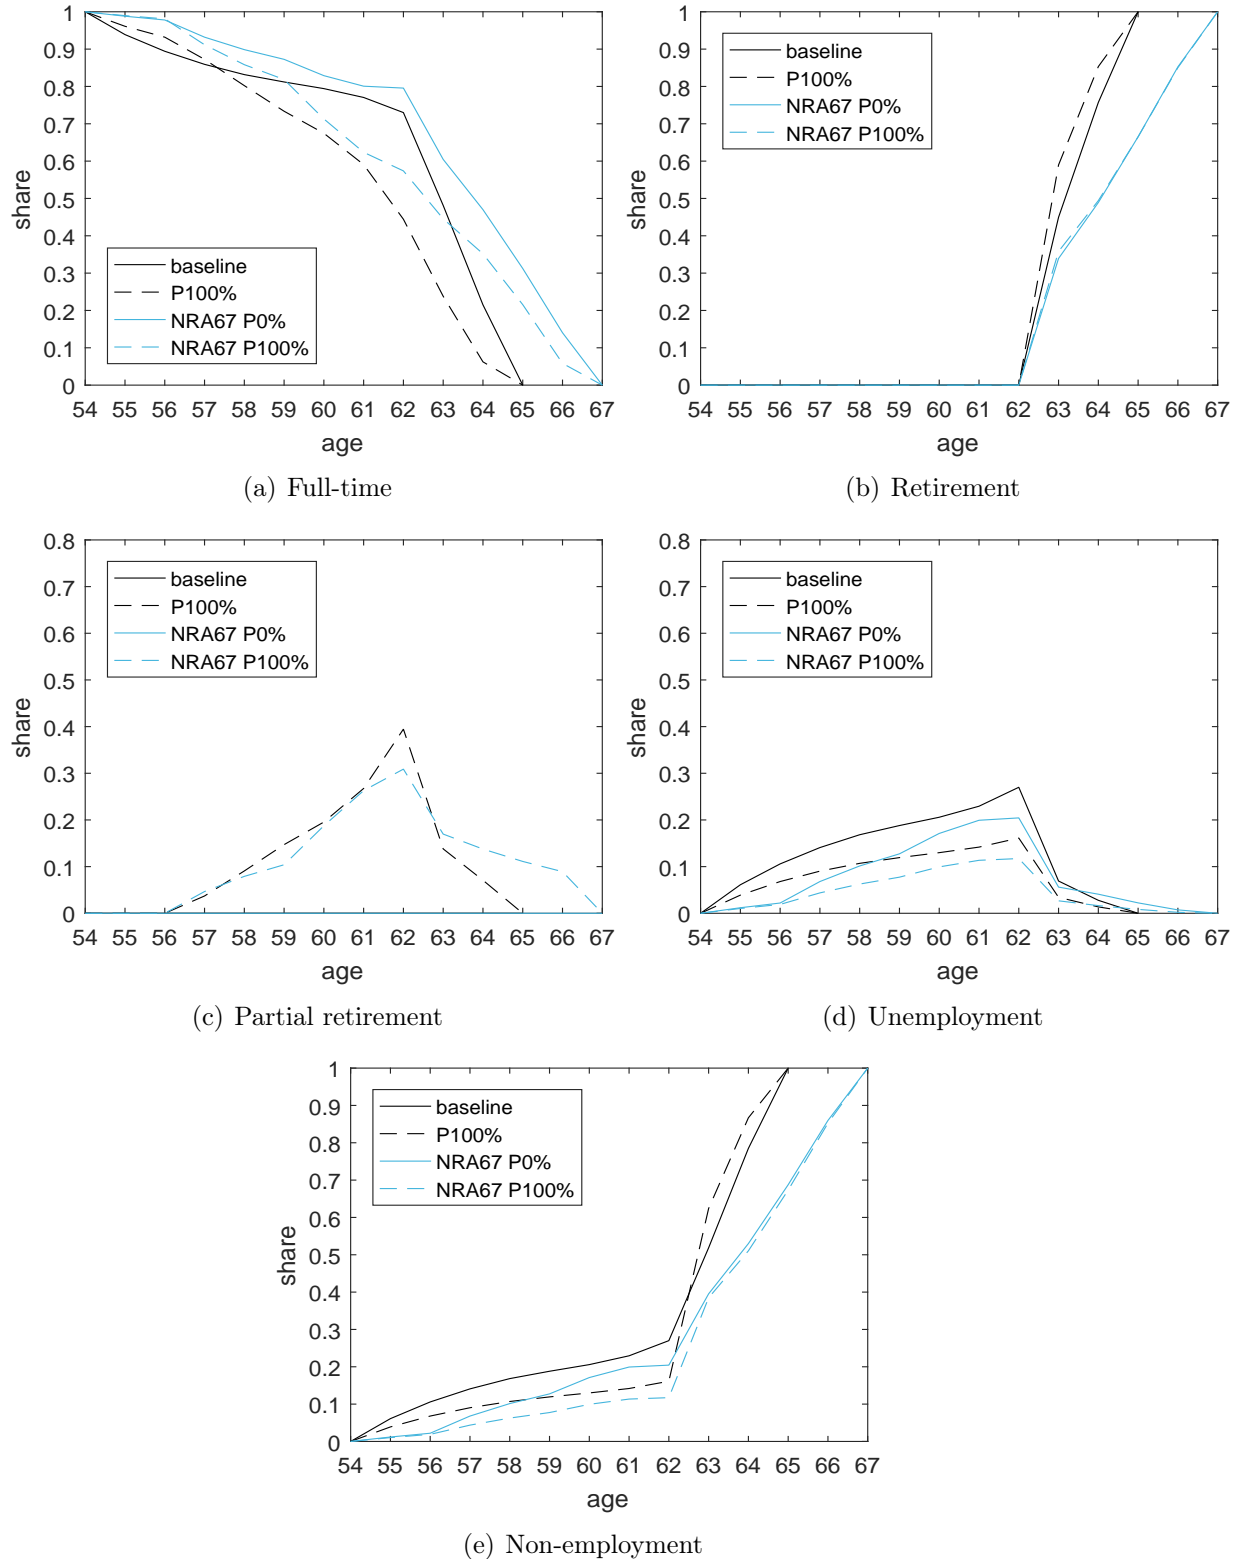 1
0.9
0.8
0.7
0.6
0.5
0.4
0.3
0.2
0.1
0
share
baseline
P100%
NRA67 P0%
NRA67 P100%
54 55 56 57 58 59 60 61 62 63 64 65 66 67
age
(a) Full-time
1
0.9
0.8
0.7
0.6
0.5
0.4
0.3
0.2
0.1
0
share
baseline
P100%
NRA67 P0%
NRA67 P100%
54 55 56 57 58 59 60 61 62 63 64 65 66 67
age
(b) Retirement
0.8
0.7
0.6
0.5
0.4
0.3
0.2
0.1
0
share
baseline
P100%
NRA67 P0%
NRA67 P100%
54 55 56 57 58 59 60 61 62 63 64 65 66 67
age
(c) Partial retirement
0.8
0.7
0.6
0.5
0.4
0.3
0.2
0.1
0
share
baseline
P100%
NRA67 P0%
NRA67 P100%
54 55 56 57 58 59 60 61 62 63 64 65 66 67
age
(d) Unemployment
1
0.9
0.8
0.7
0.6
0.5
0.4
0.3
0.2
0.1
0
share
baseline
P100%
NRA67 P0%
NRA67 P100%
54 55 56 57 58 59 60 61 62 63 64 65 66 67
age
(e) Non-employment